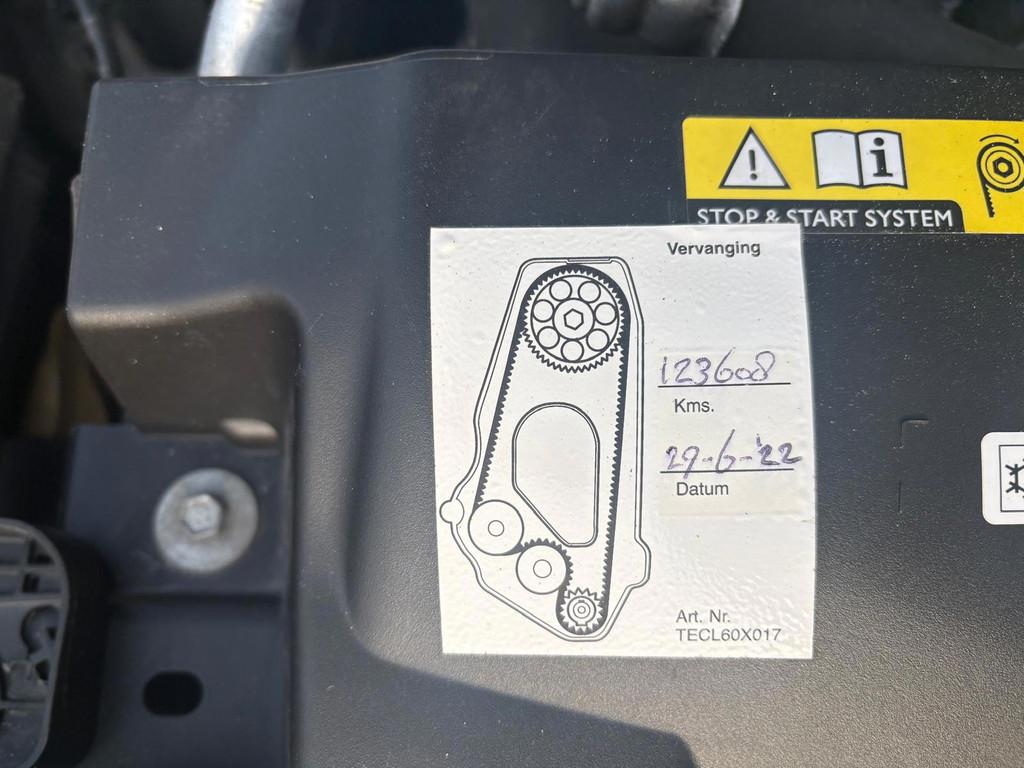 STOP & START SYSTEM
Vervanging
123608
Kms.
29-6-'22
Datum
Art. Nr.
TECL60X017